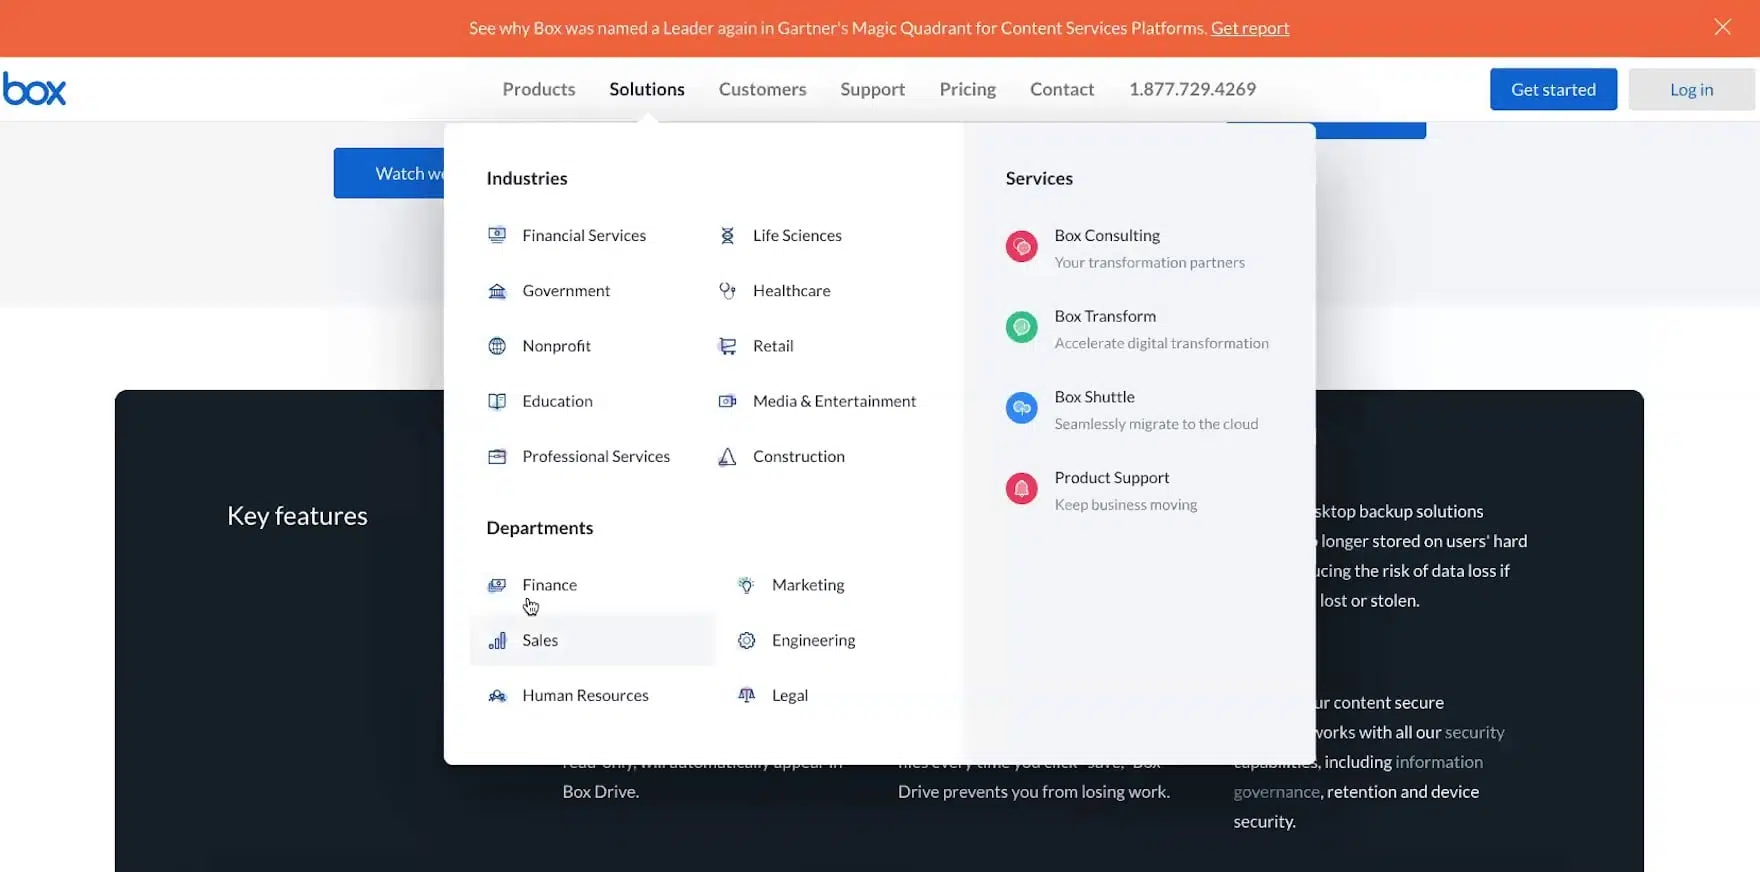 See why Box was named a Leader again in Gartner's Magic Quadrant for Content Services Platforms. Get report
box
Products
Solutions
Customers
Support
Pricing
Contact
1.877.729.4269
Get started
Log in
Watch
Industries
Financial Services
Life Sciences
Government
Healthcare
Nonprofit
Retail
Education
Media & Entertainment
Professional Services
Construction
Departments
Finance
Marketing
Sales
Engineering
Human Resources
Legal
Services
Box Consulting
Your transformation partners
Box Transform
Accelerate digital transformation
Box Shuttle
Seamlessly migrate to the cloud
Product Support
Keep business moving
Key features
backup solutions
longer stored on users' hard
the risk of data loss if
lost or stolen.
content secure
works with all our security
including information
governance, retention and device
security.
Box Drive.
Drive prevents you from losing work.